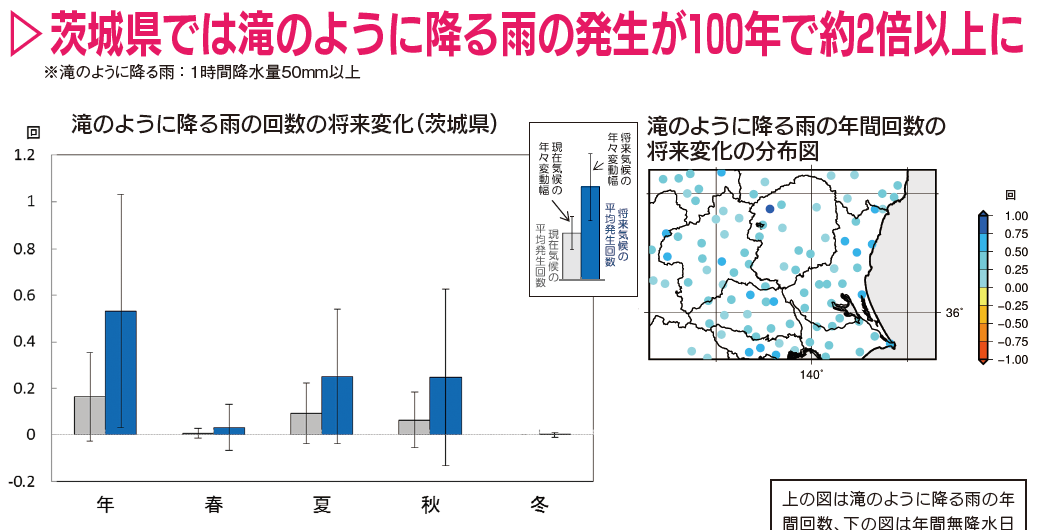 茨城県では滝のように降る雨の発生が100年で約2倍以上に
※滝のように降る雨：1時間降水量50mm以上
滝のように降る雨の回数の将来変化（茨城県）
回
1.2
1
0.8
0.6
0.4
0.2
0
-0.2
年
春
夏
秋
冬
現在気候の
年々変動幅
将来気候の
年々変動幅
現在気候の
平均発生回数
将来気候の
平均発生回数
滝のように降る雨の年間回数の
将来変化の分布図
36°
140°
回
1.00
0.75
0.50
0.25
0.00
−0.25
−0.50
−0.75
−1.00
上の図は滝のように降る雨の年
間回数、下の図は年間無降水日